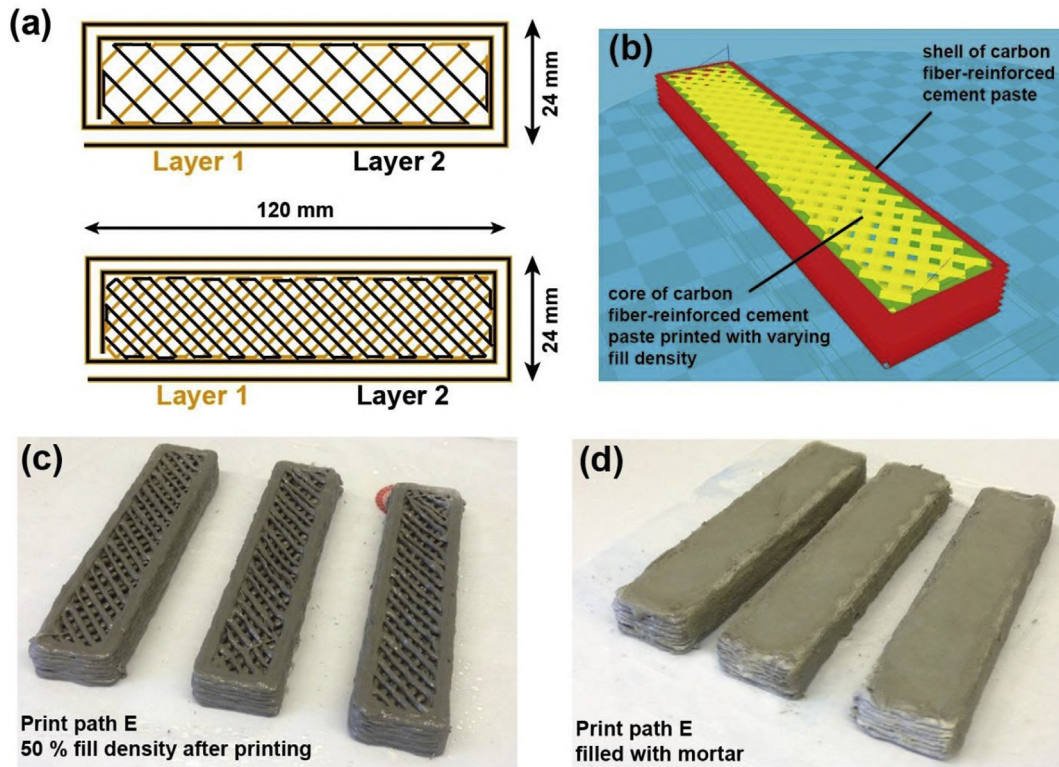 (a)
24 mm
Layer 1
Layer 2
120 mm
24 mm
Layer 1
Layer 2
(b)
shell of carbon
fiber-reinforced
cement paste
core of carbon
fiber-reinforced cement
paste printed with varying
fill density
(c)
Print path E
50 % fill density after printing
(d)
Print path E
filled with mortar